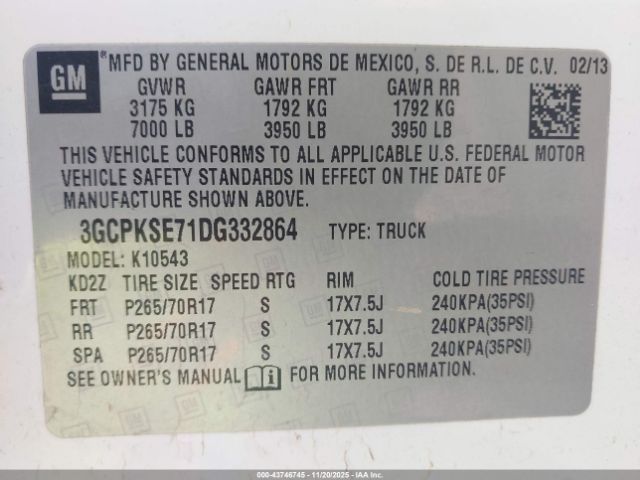 GM
MFD BY GENERAL MOTORS DE MEXICO, S. DE R.L. DE C.V. 02/13
GVWR GAWR FRT GAWR RR
3175 KG 1792 KG 1792 KG
7000 LB 3950 LB 3950 LB
THIS VEHICLE CONFORMS TO ALL APPLICABLE U.S. FEDERAL MOTOR
VEHICLE SAFETY STANDARDS IN EFFECT ON THE DATE OF
MANUFACTURE SHOWN ABOVE.
3GCPKSE71DG332864 TYPE: TRUCK
MODEL: K10543
KD2Z TIRE SIZE SPEED RTG RIM COLD TIRE PRESSURE
FRT P265/70R17 S 17X7.5J 240KPA(35PSI)
RR P265/70R17 S 17X7.5J 240KPA(35PSI)
SPA P265/70R17 S 17X7.5J 240KPA(35PSI)
SEE OWNER'S MANUAL FOR MORE INFORMATION.
000-43746745 - 11/20/2025 - IAAI.COM